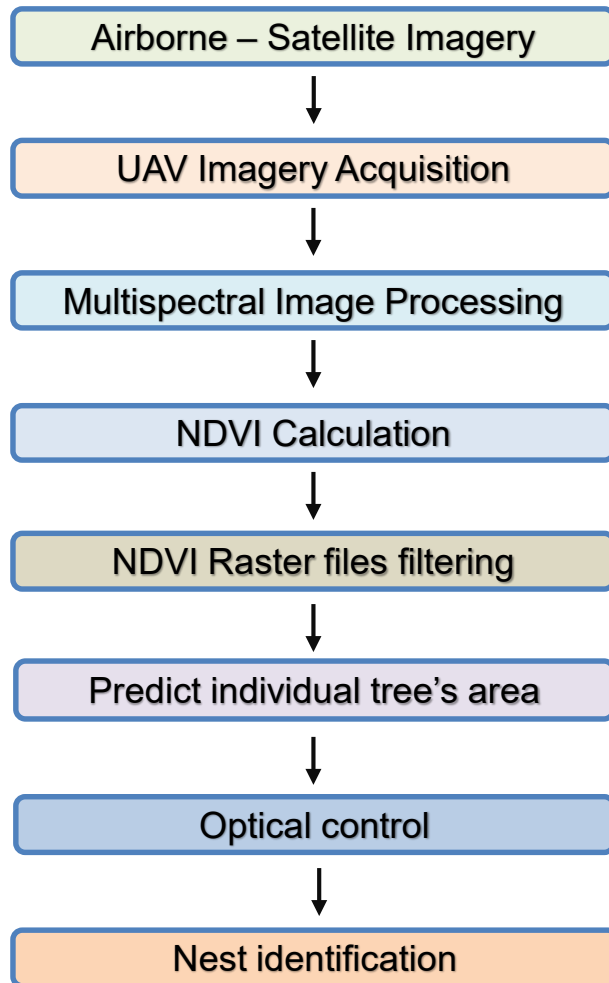 Airborne – Satellite Imagery
UAV Imagery Acquisition
Multispectral Image Processing
NDVI Calculation
NDVI Raster files filtering
Predict individual tree’s area
Optical control
Nest identification